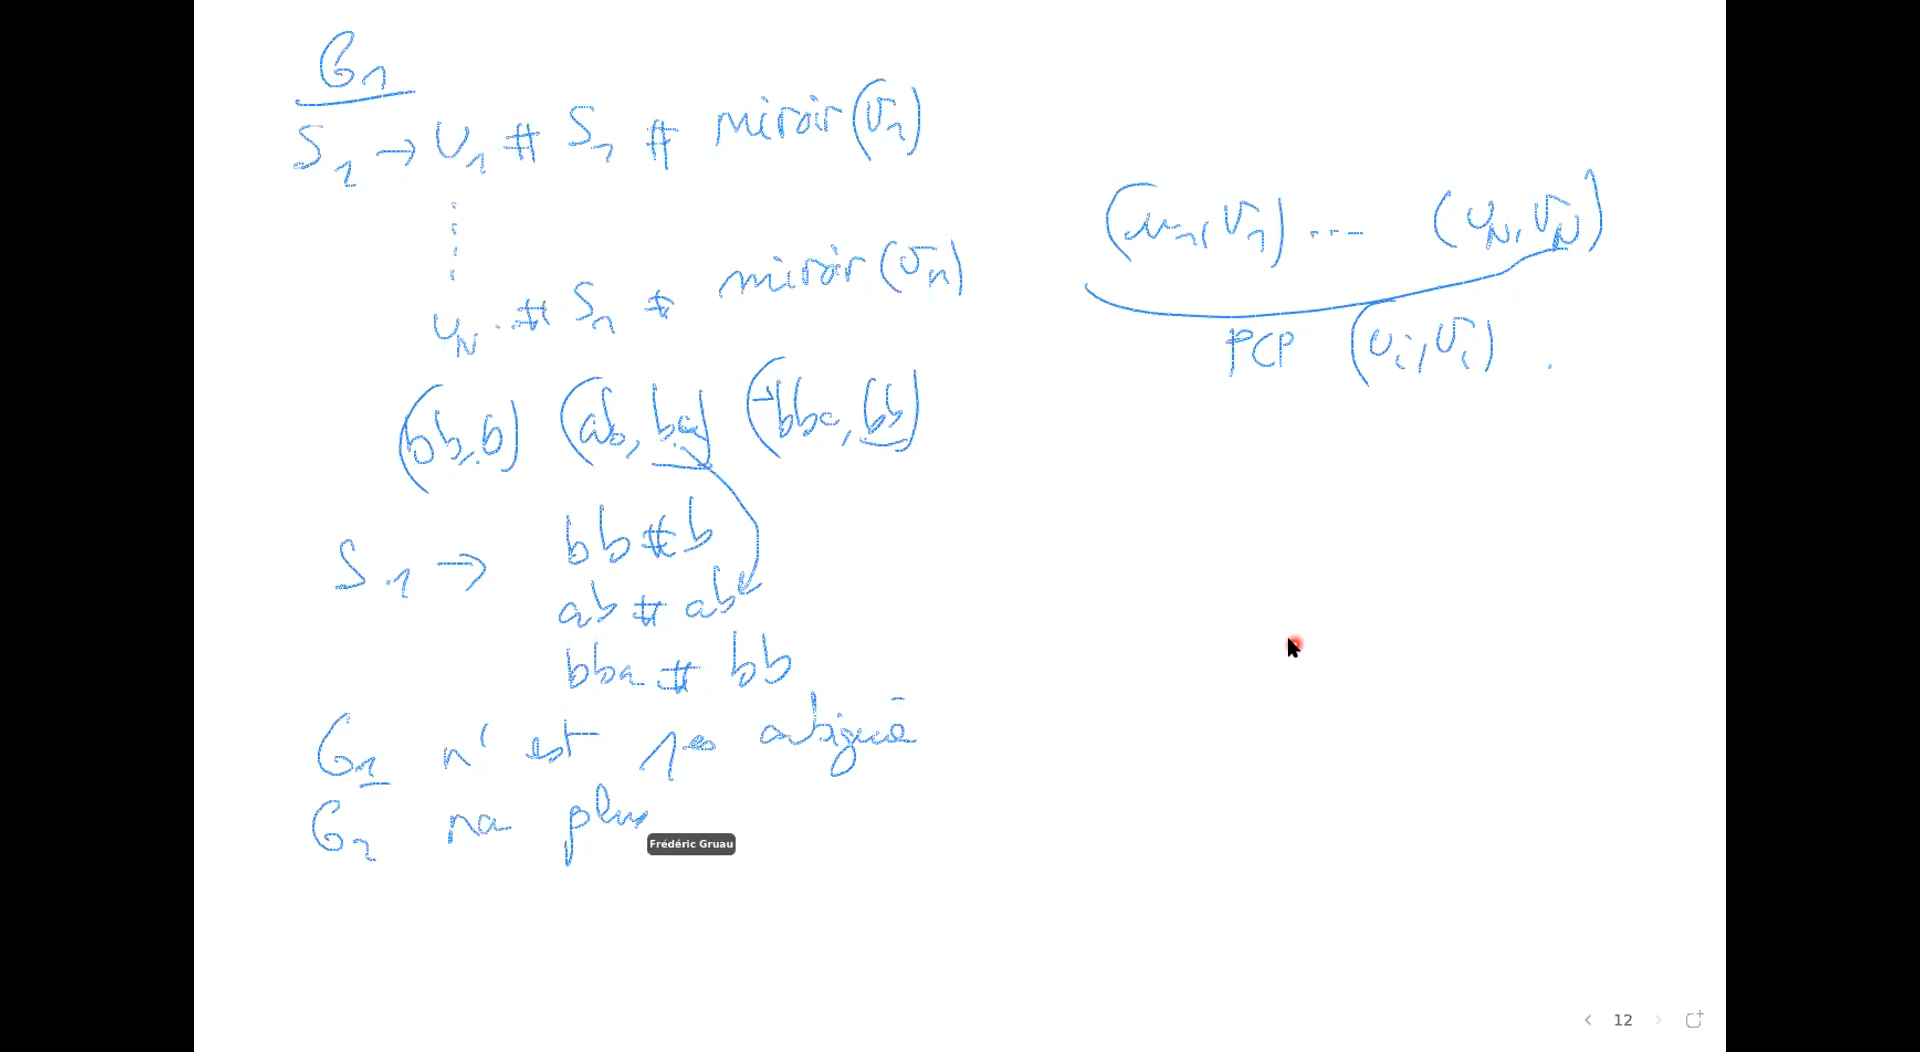 G1
S1 → U1 # S1 # miroir(v1)
(u1, v1) ... (uN, vN)
uN # S1 # miroir(vn)
PCP (ui, vi)
(bb, b) (ab, ba) (bba, bb)
S1 → bb # b
ab # ab
bba # bb
G1 n'est pas ambiguë
G2 na plus
Frédéric Gruau
12